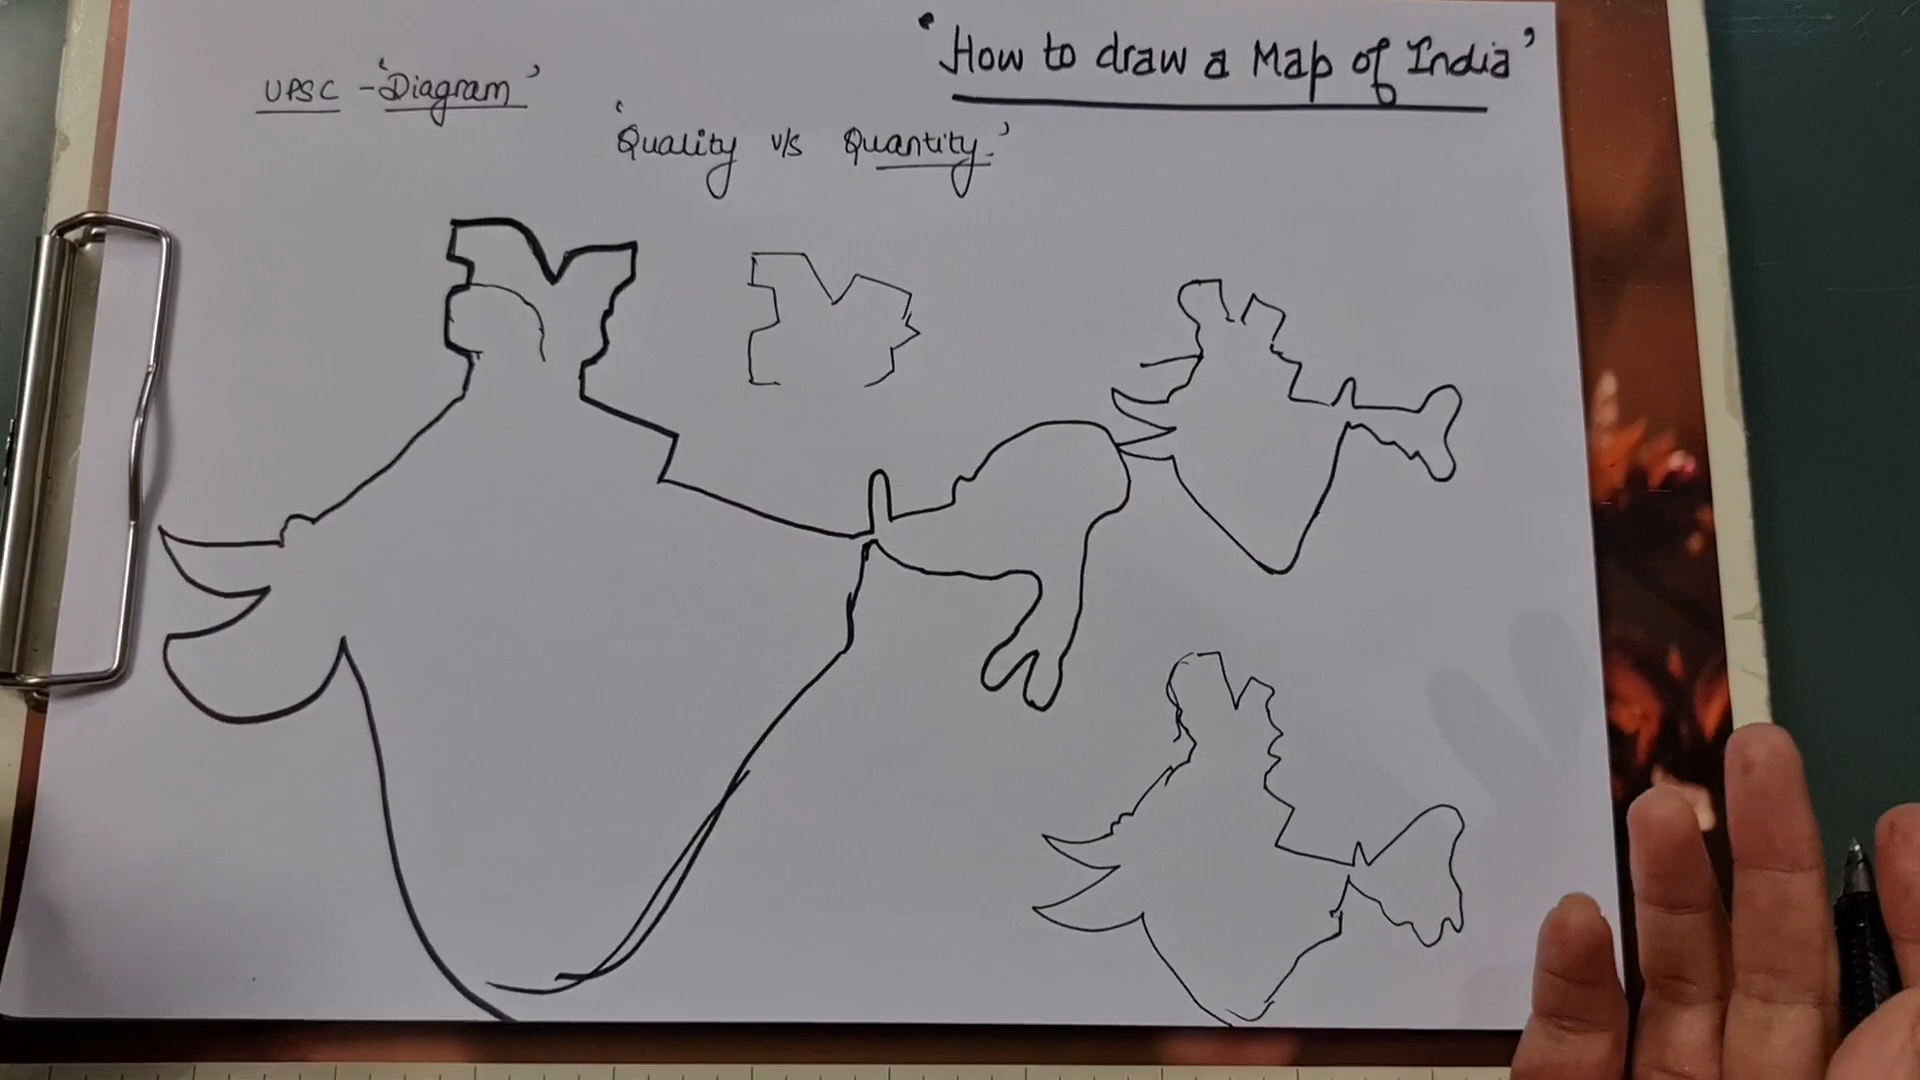 'How to draw a Map of India'
UPSC - 'Diagram'
'Quality v/s Quantity.'